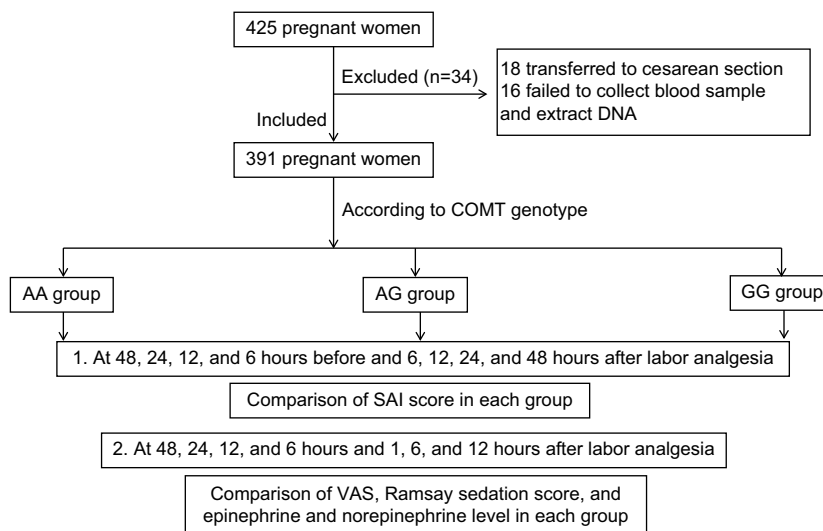 425 pregnant women
Excluded (n=34)
18 transferred to cesarean section
16 failed to collect blood sample
and extract DNA
Included
391 pregnant women
According to COMT genotype
AA group
AG group
GG group
1. At 48, 24, 12, and 6 hours before and 6, 12, 24, and 48 hours after labor analgesia
Comparison of SAI score in each group
2. At 48, 24, 12, and 6 hours and 1, 6, and 12 hours after labor analgesia
Comparison of VAS, Ramsay sedation score, and
epinephrine and norepinephrine level in each group